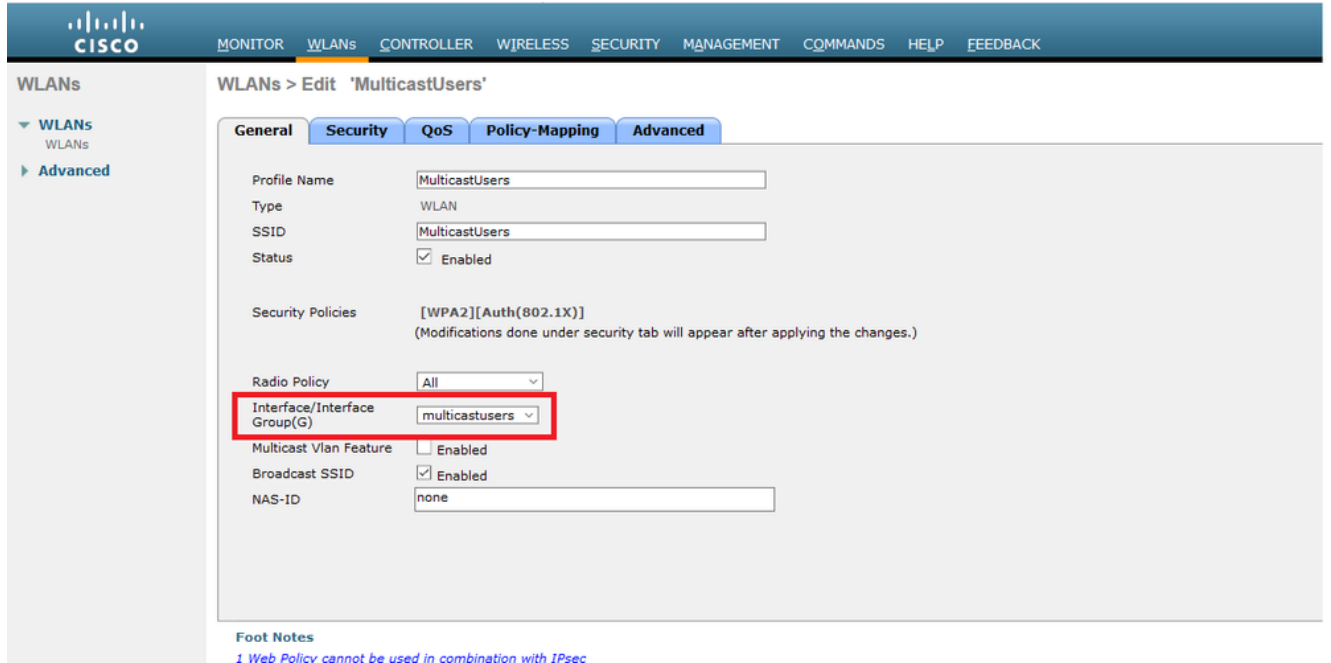 CISCO
MONITOR WLANs CONTROLLER WIRELESS SECURITY MANAGEMENT COMMANDS HELP FEEDBACK
WLANs
WLANs > Edit 'MulticastUsers'
WLANs
WLANs
Advanced
General Security QoS Policy-Mapping Advanced
Profile Name MulticastUsers
Type WLAN
SSID MulticastUsers
Status Enabled
Security Policies [WPA2][Auth(802.1X)]
(Modifications done under security tab will appear after applying the changes.)
Radio Policy All
Interface/Interface
Group(G) multicastusers
Multicast Vlan Feature Enabled
Broadcast SSID Enabled
NAS-ID none
Foot Notes
1 Web Policy cannot be used in combination with IPsec